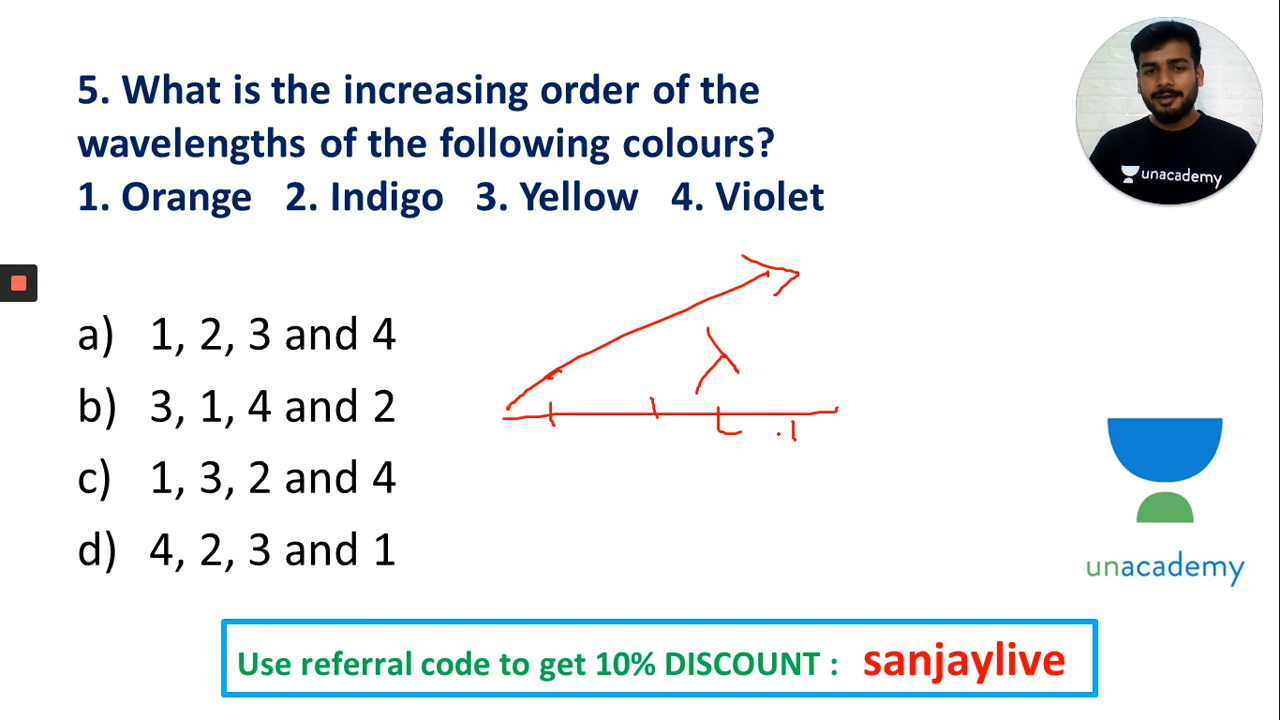 5. What is the increasing order of the
wavelengths of the following colours?
1. Orange 2. Indigo 3. Yellow 4. Violet
unacademy
a) 1, 2, 3 and 4
λ
b) 3, 1, 4 and 2
c) 1, 3, 2 and 4
d) 4, 2, 3 and 1
unacademy
Use referral code to get 10% DISCOUNT : sanjaylive